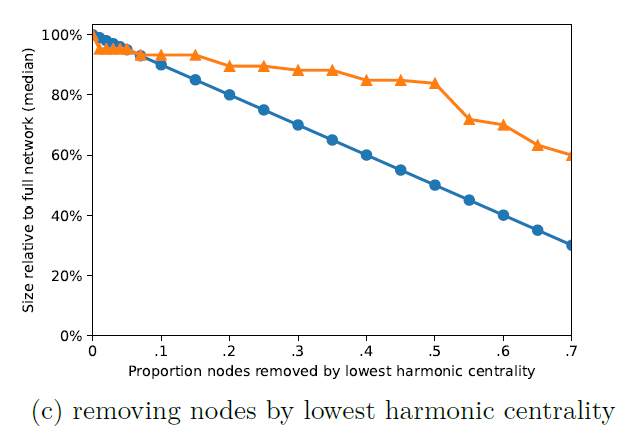 100%
80%
60%
40%
20%
0%
Size relative to full network (median)
0 .1 .2 .3 .4 .5 .6 .7
Proportion nodes removed by lowest harmonic centrality
(c) removing nodes by lowest harmonic centrality